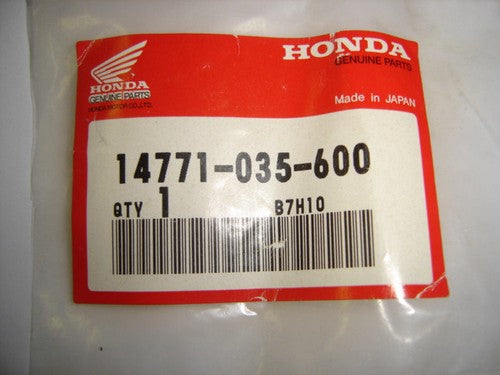 HONDA
GENUINE PARTS
HONDA MOTOR CO.,LTD.
HONDA
GENUINE PARTS
Made in JAPAN
14771-035-600
QTY 1 B7H10